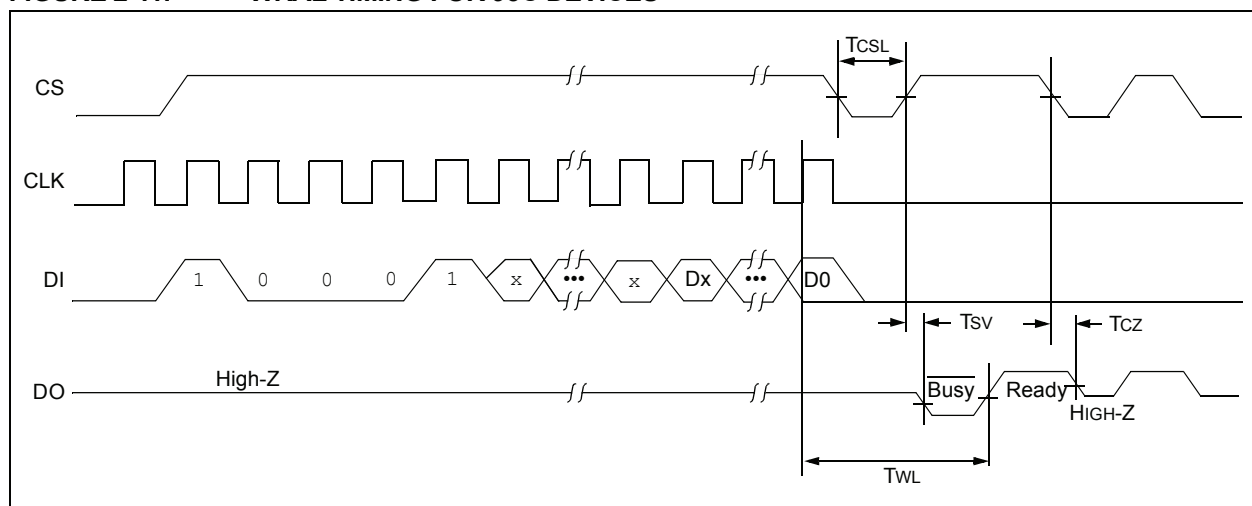 TCSL
CS
CLK
DI 1 0 0 0 1 x ••• x Dx ••• D0
TSV TCZ
High-Z
DO Busy Ready
HIGH-Z
TWL